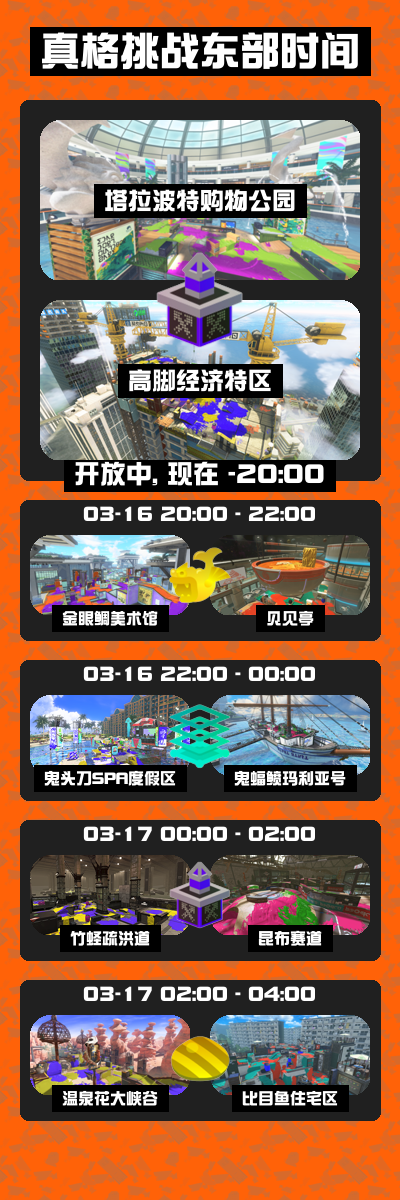 真格挑战东部时间
塔拉波特购物公园
高脚经济特区
开放中, 现在 -20:00
03-16 20:00 - 22:00
金眼鲷美术馆
贝贝亭
03-16 22:00 - 00:00
鬼头刀SPA度假区
鬼蝠鲼玛利亚号
03-17 00:00 - 02:00
竹蛏疏洪道
昆布赛道
03-17 02:00 - 04:00
温泉花大峡谷
比目鱼住宅区